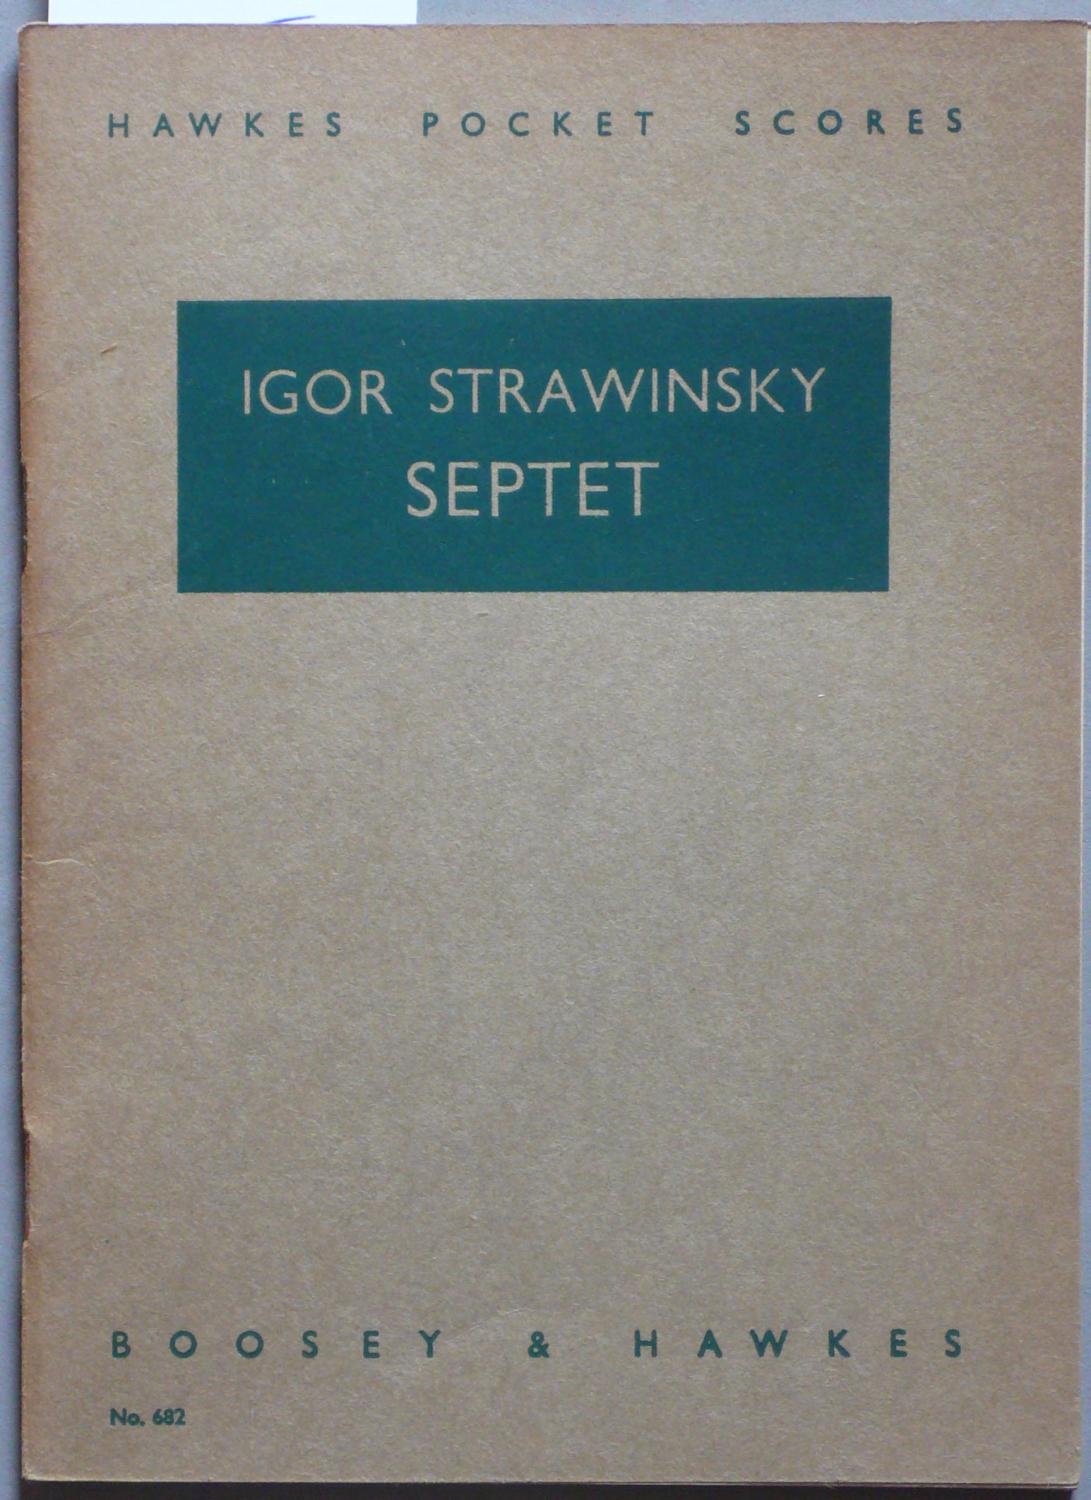 HAWKES POCKET SCORES
IGOR STRAWINSKY
SEPTET
BOOSEY & HAWKES
No. 682